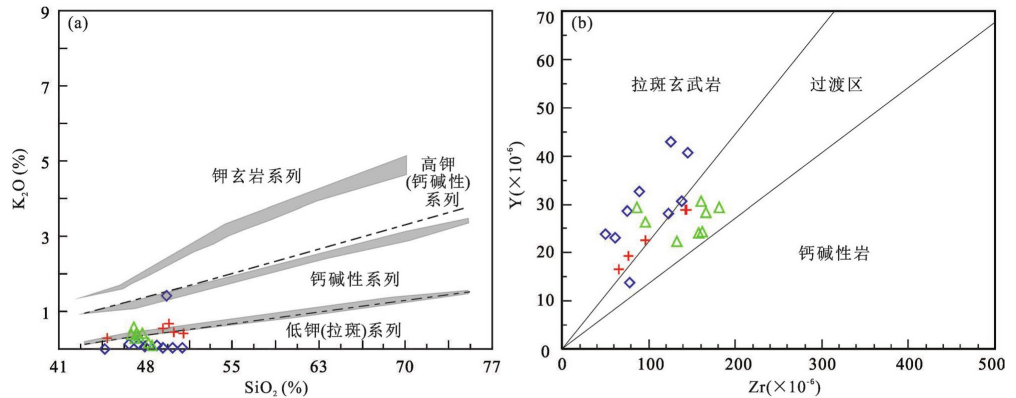 (a)
9
7
5
3
1
K₂O (%)
钾玄岩系列
高钾
(钙碱性)
系列
钙碱性系列
低钾(拉斑)系列
41 48 55 63 70 77
SiO₂ (%)
(b)
70
60
50
40
30
20
10
0
Y(×10⁻⁶)
拉斑玄武岩
过渡区
钙碱性岩
0 100 200 300 400 500
Zr(×10⁻⁶)